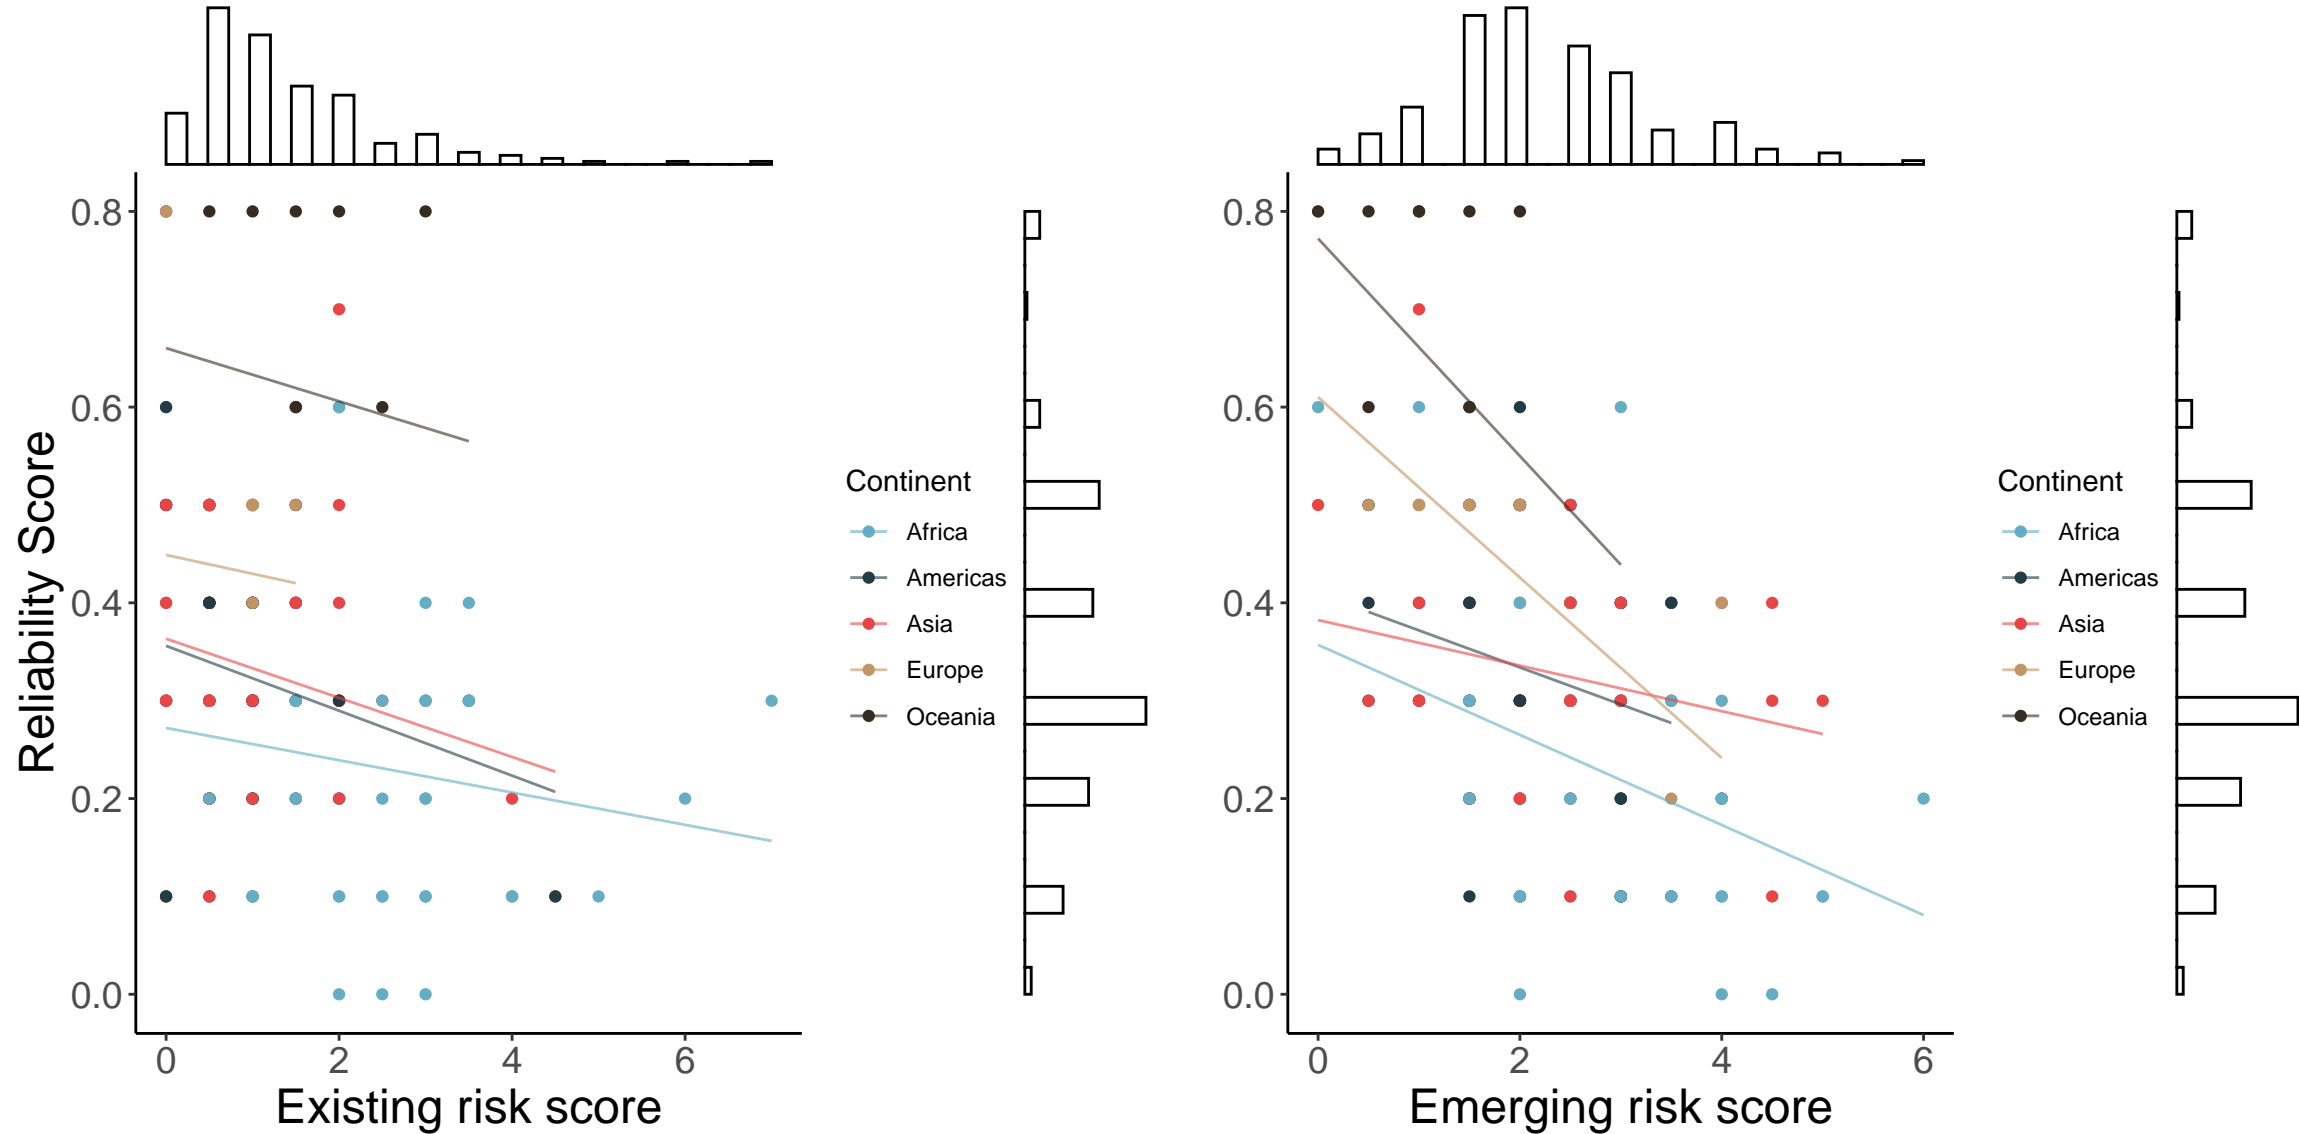 Reliability Score
0.8
0.6
0.4
0.2
0.0
0 2 4 6
Existing risk score
Continent
Africa
Americas
Asia
Europe
Oceania
0.8
0.6
0.4
0.2
0.0
0 2 4 6
Emerging risk score
Continent
Africa
Americas
Asia
Europe
Oceania